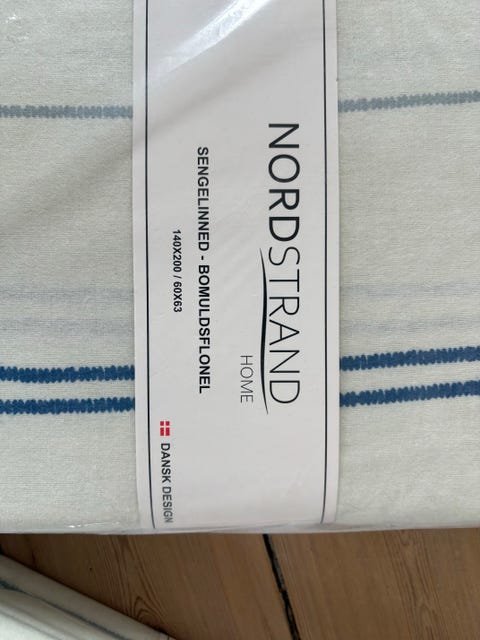 NORDSTRAND
HOME
SENGELINNED - BOMULDSFLONEL
140X200 / 60X63
DANSK DESIGN